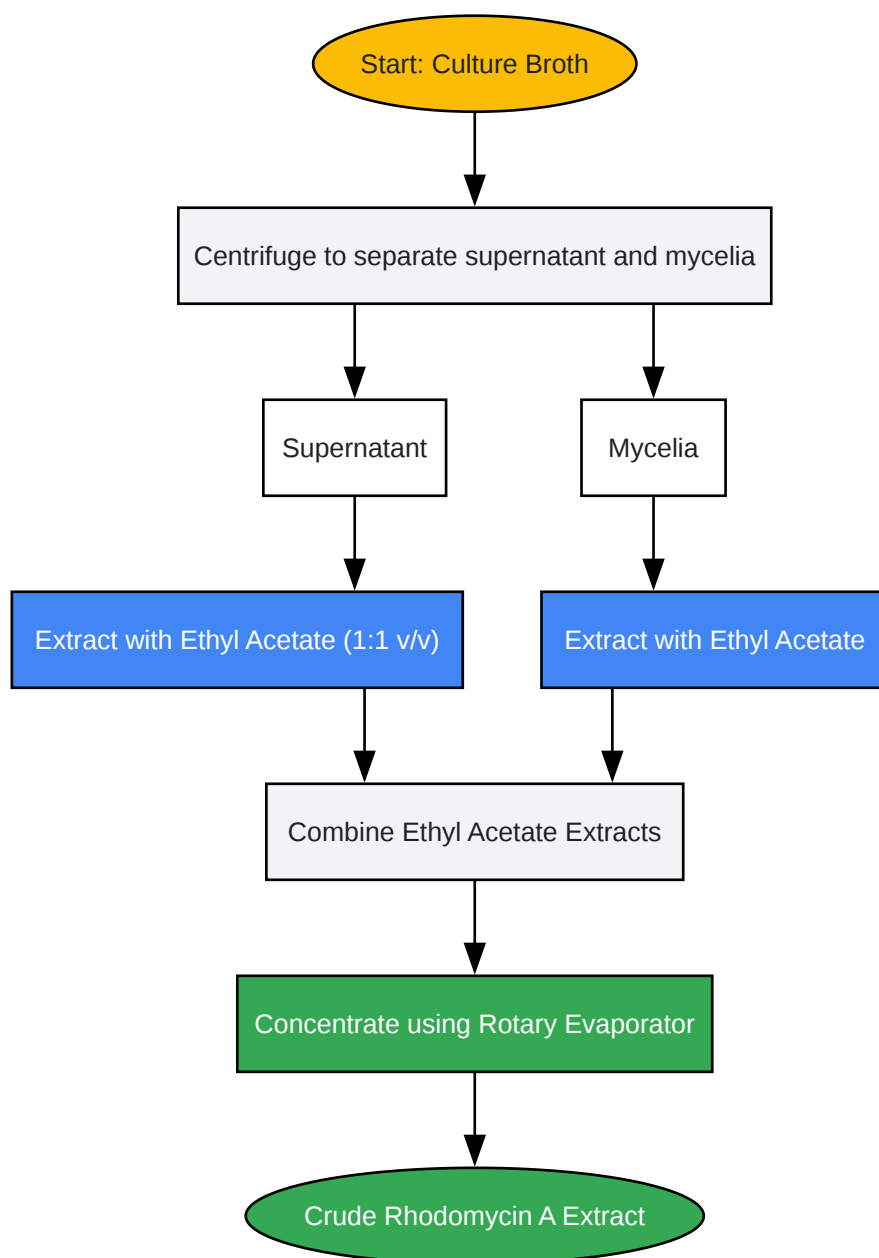 Start: Culture Broth
Centrifuge to separate supernatant and mycelia
Supernatant
Mycelia
Extract with Ethyl Acetate (1:1 v/v)
Extract with Ethyl Acetate
Combine Ethyl Acetate Extracts
Concentrate using Rotary Evaporator
Crude Rhodomycin A Extract